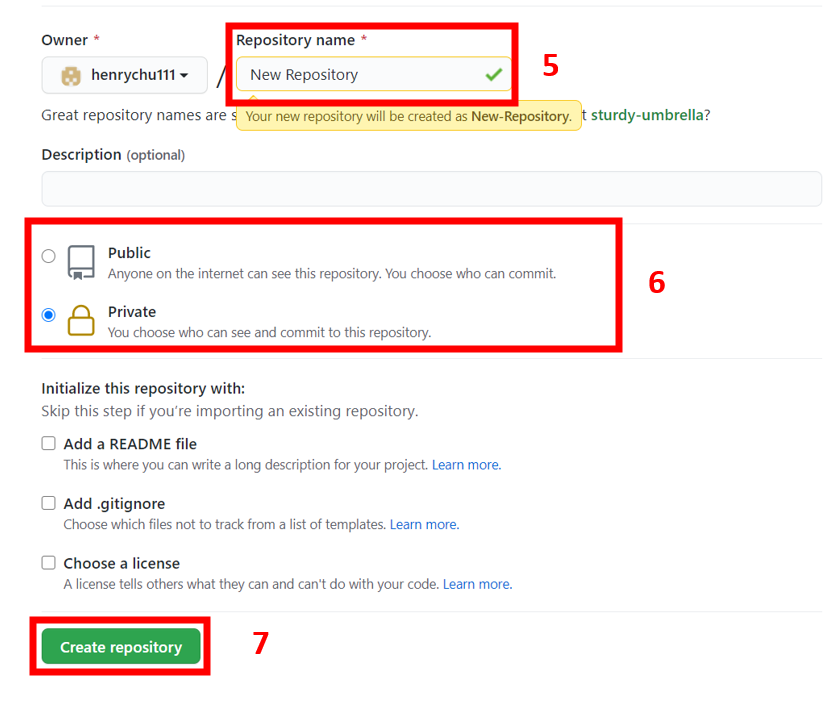 Owner * Repository name *
henrychu111 / New Repository 5
Great repository names are s t sturdy-umbrella?
Your new repository will be created as New-Repository.
Description (optional)
Public
Anyone on the internet can see this repository. You choose who can commit.
6
Private
You choose who can see and commit to this repository.
Initialize this repository with:
Skip this step if you're importing an existing repository.
Add a README file
This is where you can write a long description for your project. Learn more.
Add .gitignore
Choose which files not to track from a list of templates. Learn more.
Choose a license
A license tells others what they can and can't do with your code. Learn more.
Create repository 7